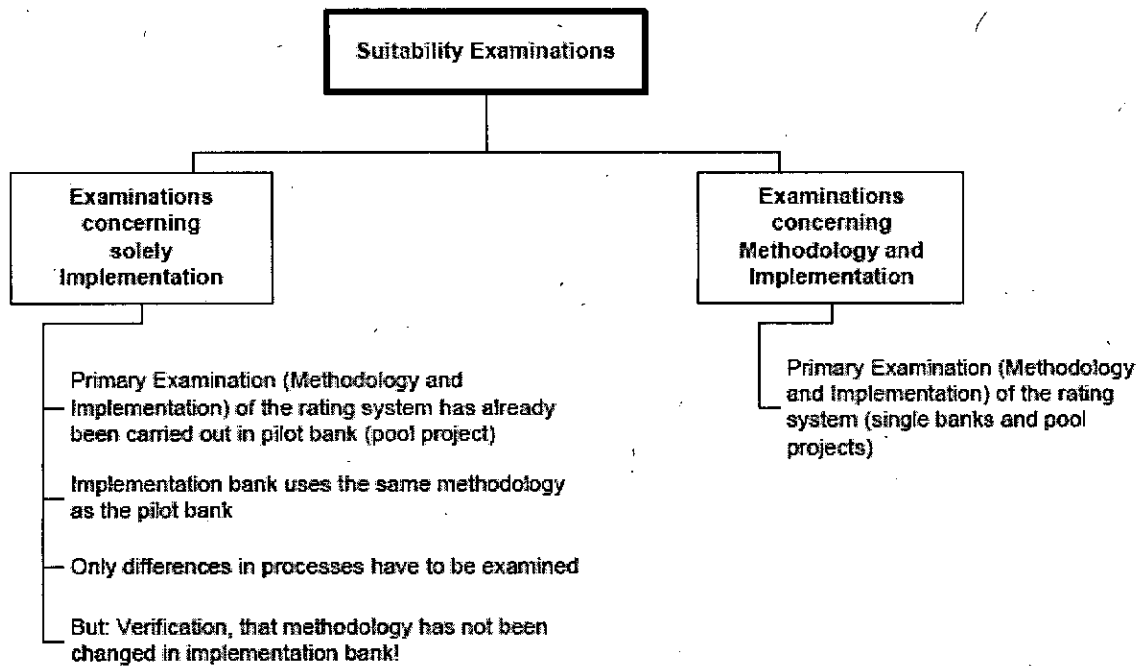 Suitability Examinations
Examinations
concerning
solely
Implementation
Examinations
concerning
Methodology and
Implementation
Primary Examination (Methodology and
Implementation) of the rating system has already
been carried out in pilot bank (pool project)
Implementation bank uses the same methodology
as the pilot bank
Only differences in processes have to be examined
But: Verification, that methodology has not been
changed in implementation bank!
Primary Examination (Methodology
and Implementation) of the rating
system (single banks and pool
projects)